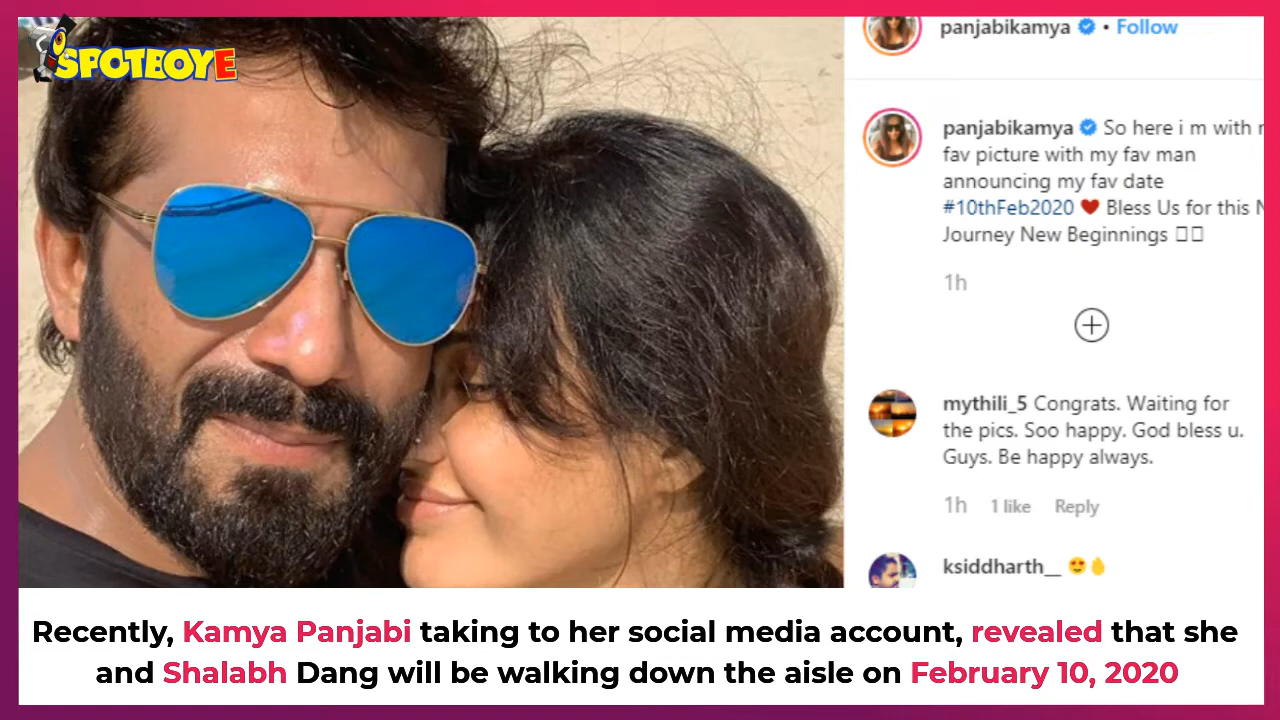 SPOTBOYE
panjabikamya • Follow
panjabikamya So here i m with
fav picture with my fav man
announcing my fav date
#10thFeb2020 ❤ Bless Us for this
Journey New Beginnings
1h
mythili_5 Congrats. Waiting for
the pics. Soo happy. God bless u.
Guys. Be happy always.
1h 1 like Reply
ksiddharth__ 😍
Recently, Kamya Panjabi taking to her social media account, revealed that she
and Shalabh Dang will be walking down the aisle on February 10, 2020